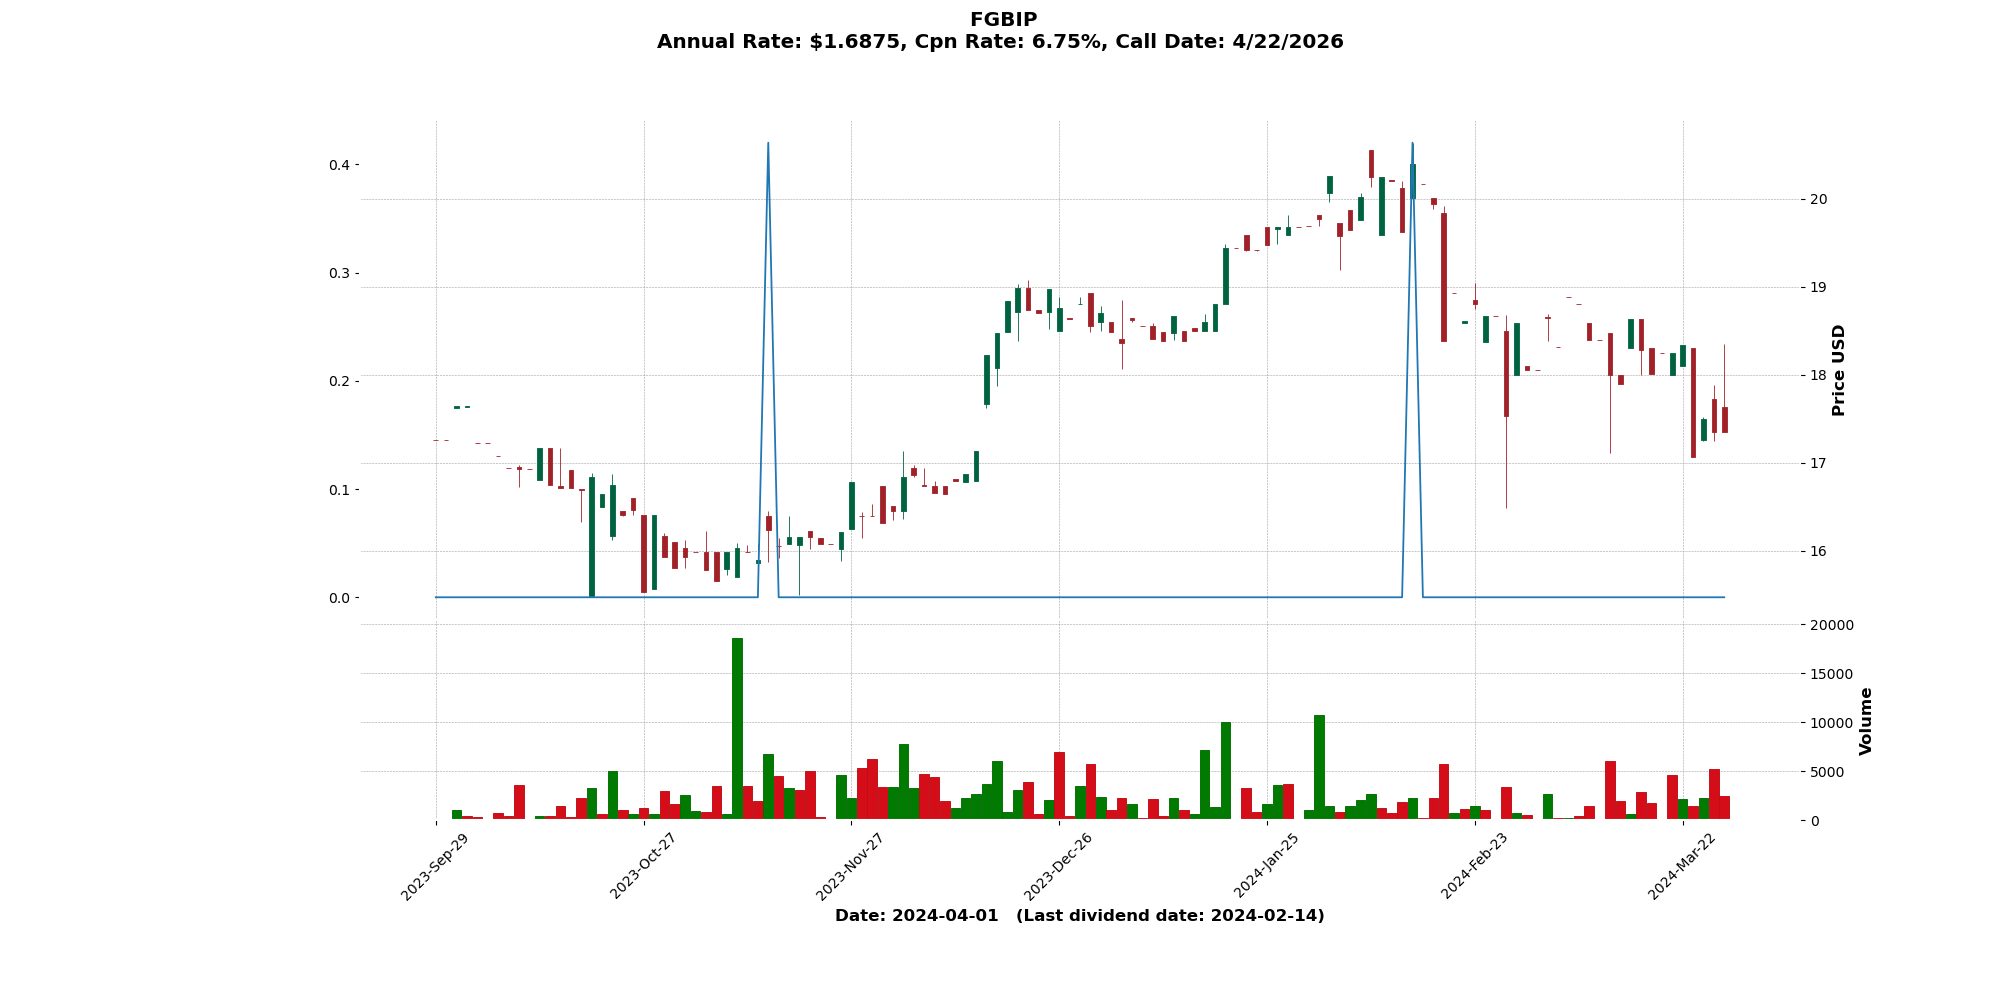 FGBIP
Annual Rate: $1.6875, Cpn Rate: 6.75%, Call Date: 4/22/2026
0.4
0.3
0.2
0.1
0.0
20
19
18
17
16
Price USD
20000
15000
10000
5000
0
Volume
2023-Sep-29
2023-Oct-27
2023-Nov-27
2023-Dec-26
2024-Jan-25
2024-Feb-23
2024-Mar-22
Date: 2024-04-01 (Last dividend date: 2024-02-14)